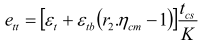 e_{tt} = [ε_t + ε_{tb}(r_2.η_{cm} − 1)] t_{cs}/K